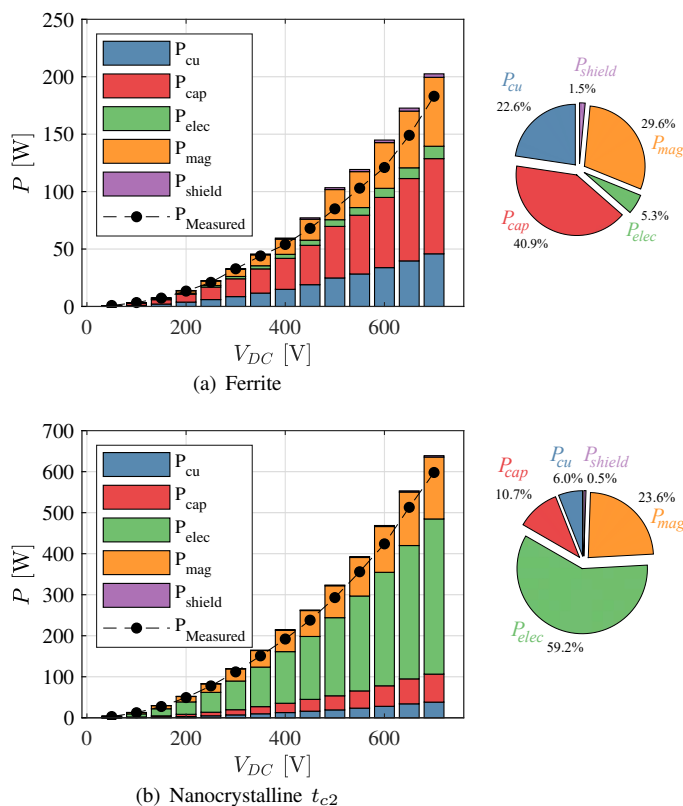 250
200
150
100
50
0
P [W]
P_cu
P_cap
P_elec
P_mag
P_shield
P_Measured
0 200 400 600
V_DC [V]
P_cu
22.6%
P_shield
1.5%
29.6%
P_mag
5.3%
P_elec
P_cap
40.9%
(a) Ferrite
700
600
500
400
300
200
100
0
P [W]
P_cu
P_cap
P_elec
P_mag
P_shield
P_Measured
0 200 400 600
V_DC [V]
P_cap
10.7%
P_cu
6.0%
P_shield
0.5%
23.6%
P_mag
P_elec
59.2%
(b) Nanocrystalline t_c2